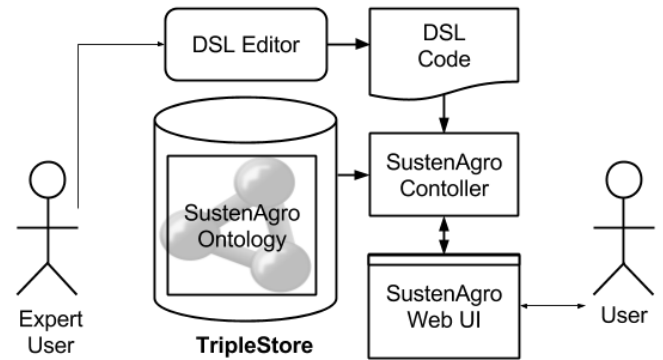 DSL Editor
DSL
Code
SustenAgro
Ontology
SustenAgro
Contoller
SustenAgro
Web UI
Expert
User
User
TripleStore